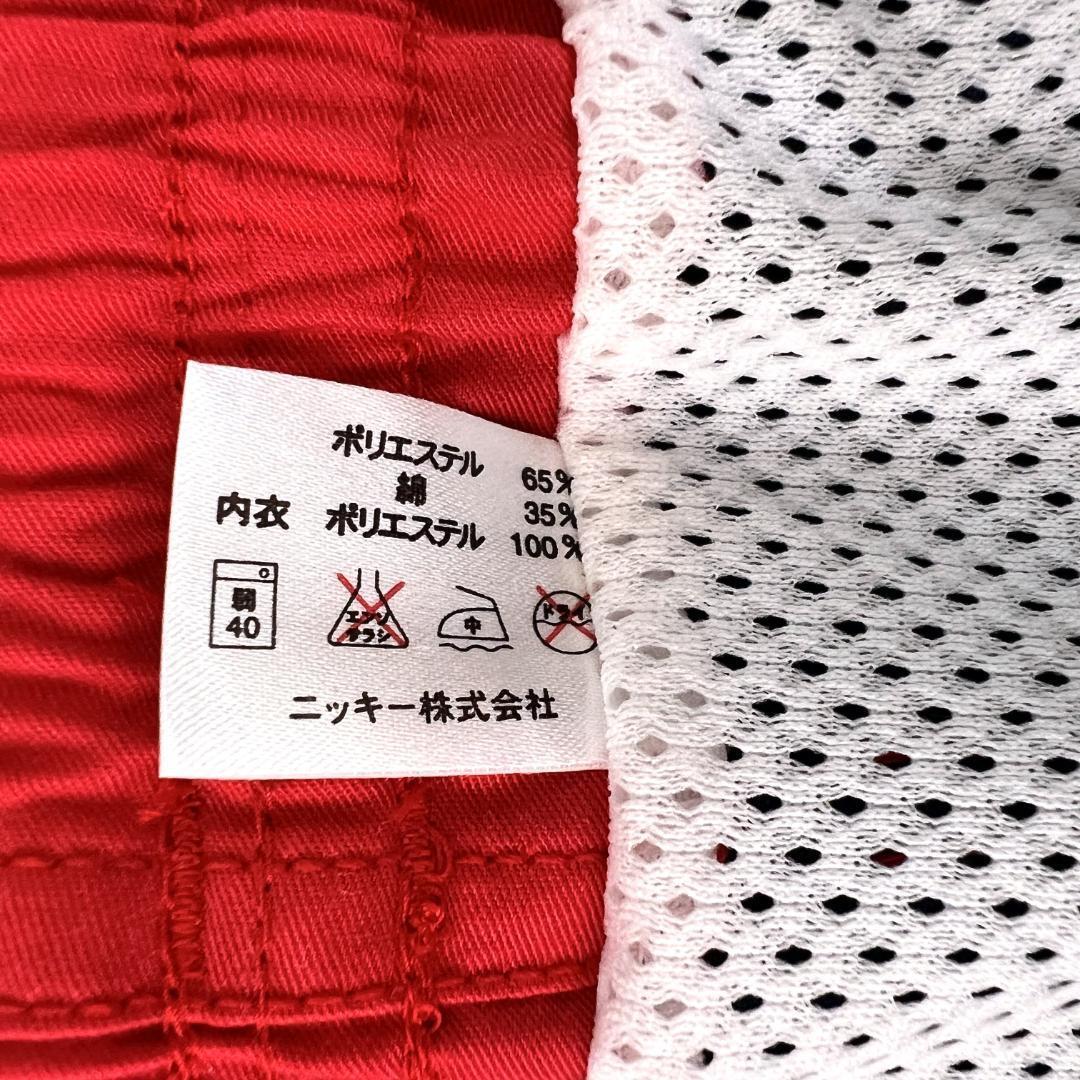 ポリエステル 65%
綿 35%
内衣 ポリエステル 100%
弱 40
エンソ サラシ
中
ドライ
ニッキー株式会社